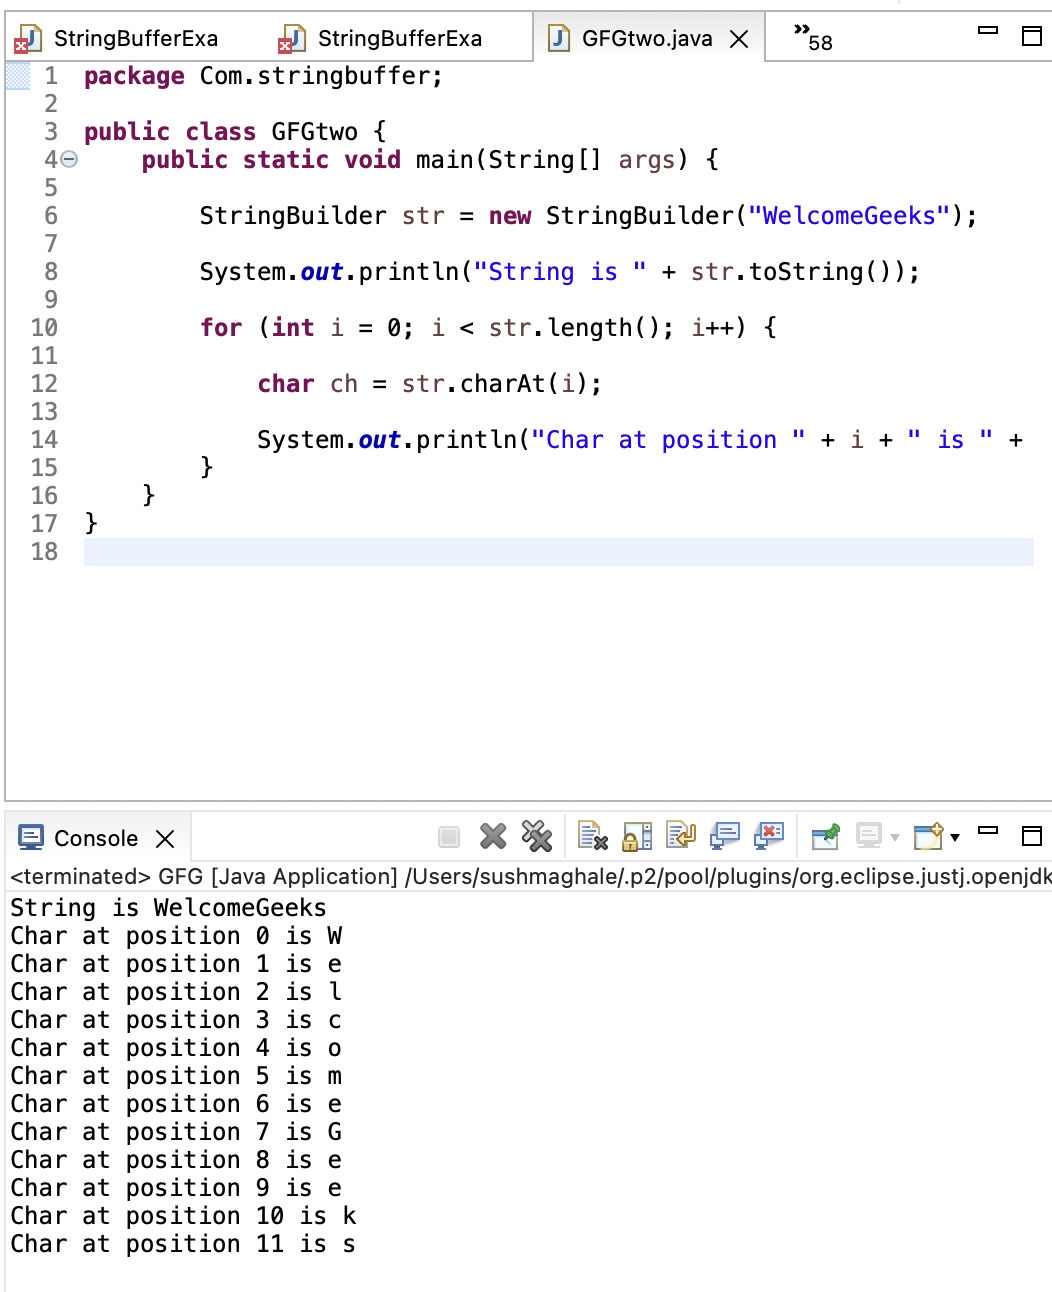 StringBufferExa StringBufferExa GFGtwo.java »58
1 package Com.stringbuffer;
2
3 public class GFGtwo {
4     public static void main(String[] args) {
5
6         StringBuilder str = new StringBuilder("WelcomeGeeks");
7
8         System.out.println("String is " + str.toString());
9
10         for (int i = 0; i < str.length(); i++) {
11
12             char ch = str.charAt(i);
13
14             System.out.println("Char at position " + i + " is " +
15         }
16     }
17 }
18
Console
<terminated> GFG [Java Application] /Users/sushmaghale/.p2/pool/plugins/org.eclipse.justj.openjdk
String is WelcomeGeeks
Char at position 0 is W
Char at position 1 is e
Char at position 2 is l
Char at position 3 is c
Char at position 4 is o
Char at position 5 is m
Char at position 6 is e
Char at position 7 is G
Char at position 8 is e
Char at position 9 is e
Char at position 10 is k
Char at position 11 is s